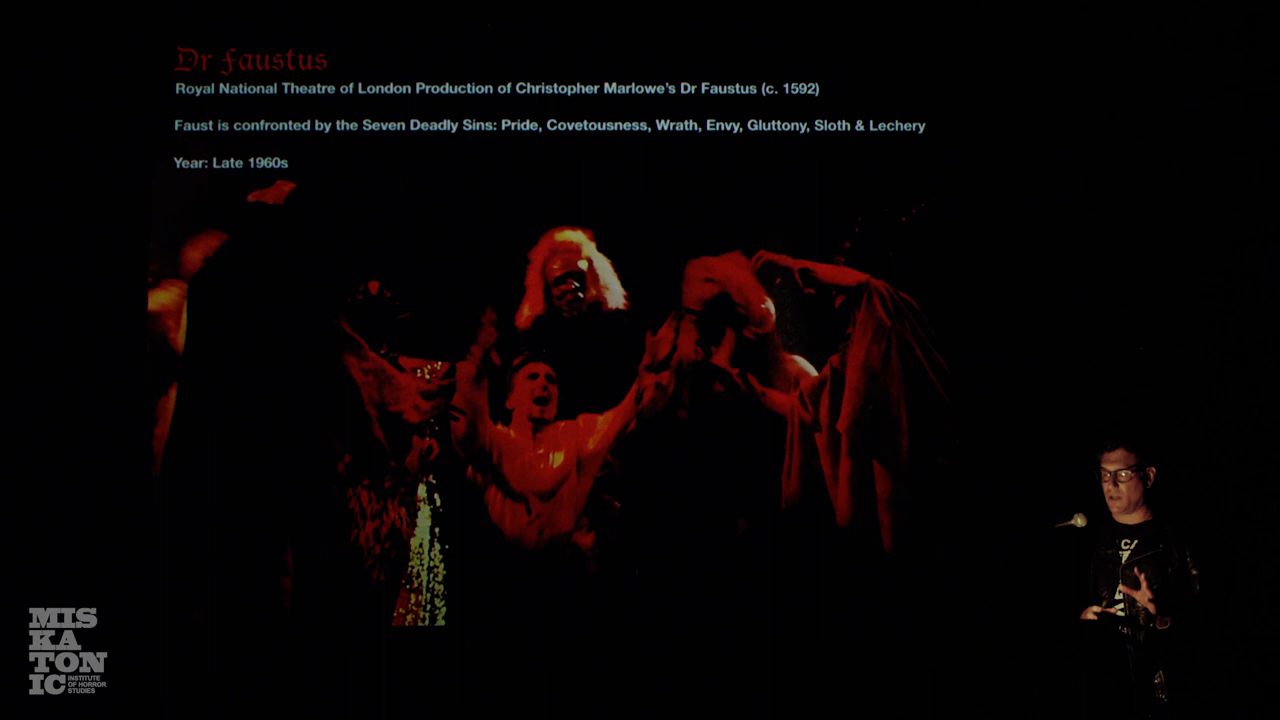 Dr Faustus
Royal National Theatre of London Production of Christopher Marlowe's Dr Faustus (c. 1592)
Faust is confronted by the Seven Deadly Sins: Pride, Covetousness, Wrath, Envy, Gluttony, Sloth & Lechery
Year: Late 1960s
MIS
KA
TON
IC
INSTITUTE
OF HORROR
STUDIES